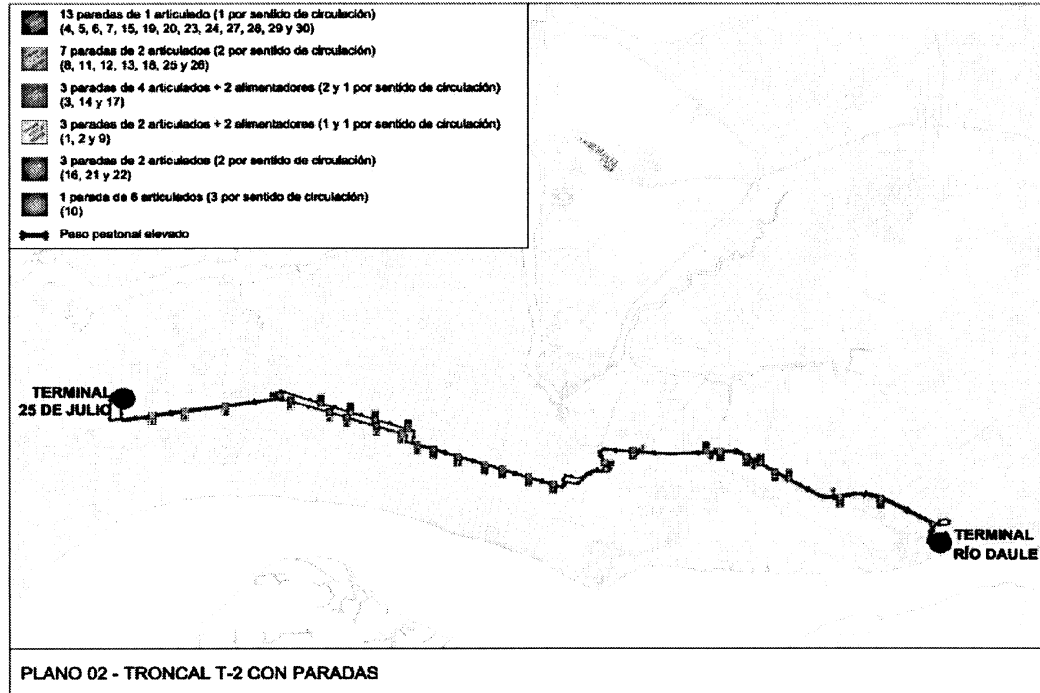 13 paradas de 1 articulado (1 por sentido de circulación)
(4, 5, 6, 7, 15, 19, 20, 23, 24, 27, 28, 29 y 30)
7 paradas de 2 articulados (2 por sentido de circulación)
(8, 11, 12, 13, 18, 25 y 26)
3 paradas de 4 articulados + 2 alimentadores (2 y 1 por sentido de circulación)
(3, 14 y 17)
3 paradas de 2 articulados + 2 alimentadores (1 y 1 por sentido de circulación)
(1, 2 y 9)
3 paradas de 2 articulados (2 por sentido de circulación)
(16, 21 y 22)
1 parada de 6 articulados (3 por sentido de circulación)
(10)
Paso peatonal elevado
TERMINAL
25 DE JULIO
TERMINAL
RÍO DAULE
PLANO 02 - TRONCAL T-2 CON PARADAS